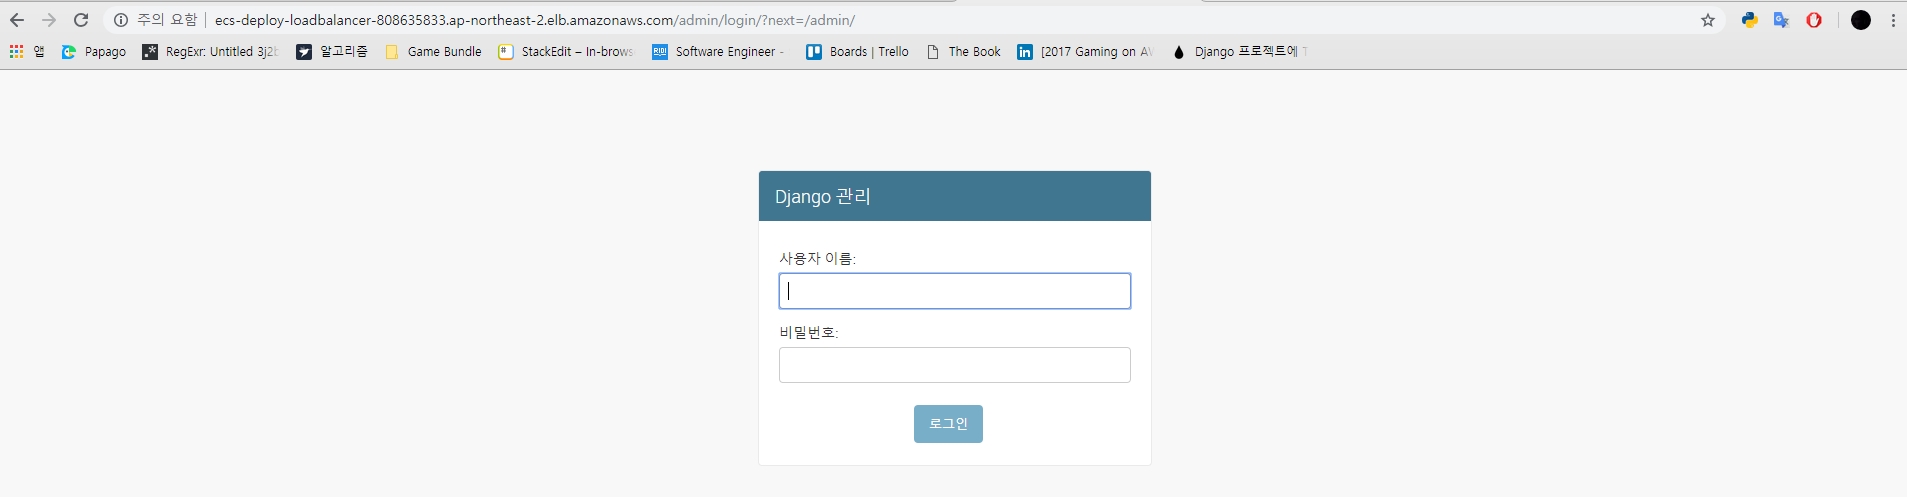 주의 요함 ecs-deploy-loadbalancer-808635833.ap-northeast-2.elb.amazonaws.com/admin/login/?next=/admin/
앱 Papago RegExr: Untitled 3j2b 알고리즘 Game Bundle StackEdit – In-brows Software Engineer - Boards | Trello The Book [2017 Gaming on AW Django 프로젝트에 T
Django 관리
사용자 이름:
비밀번호:
로그인